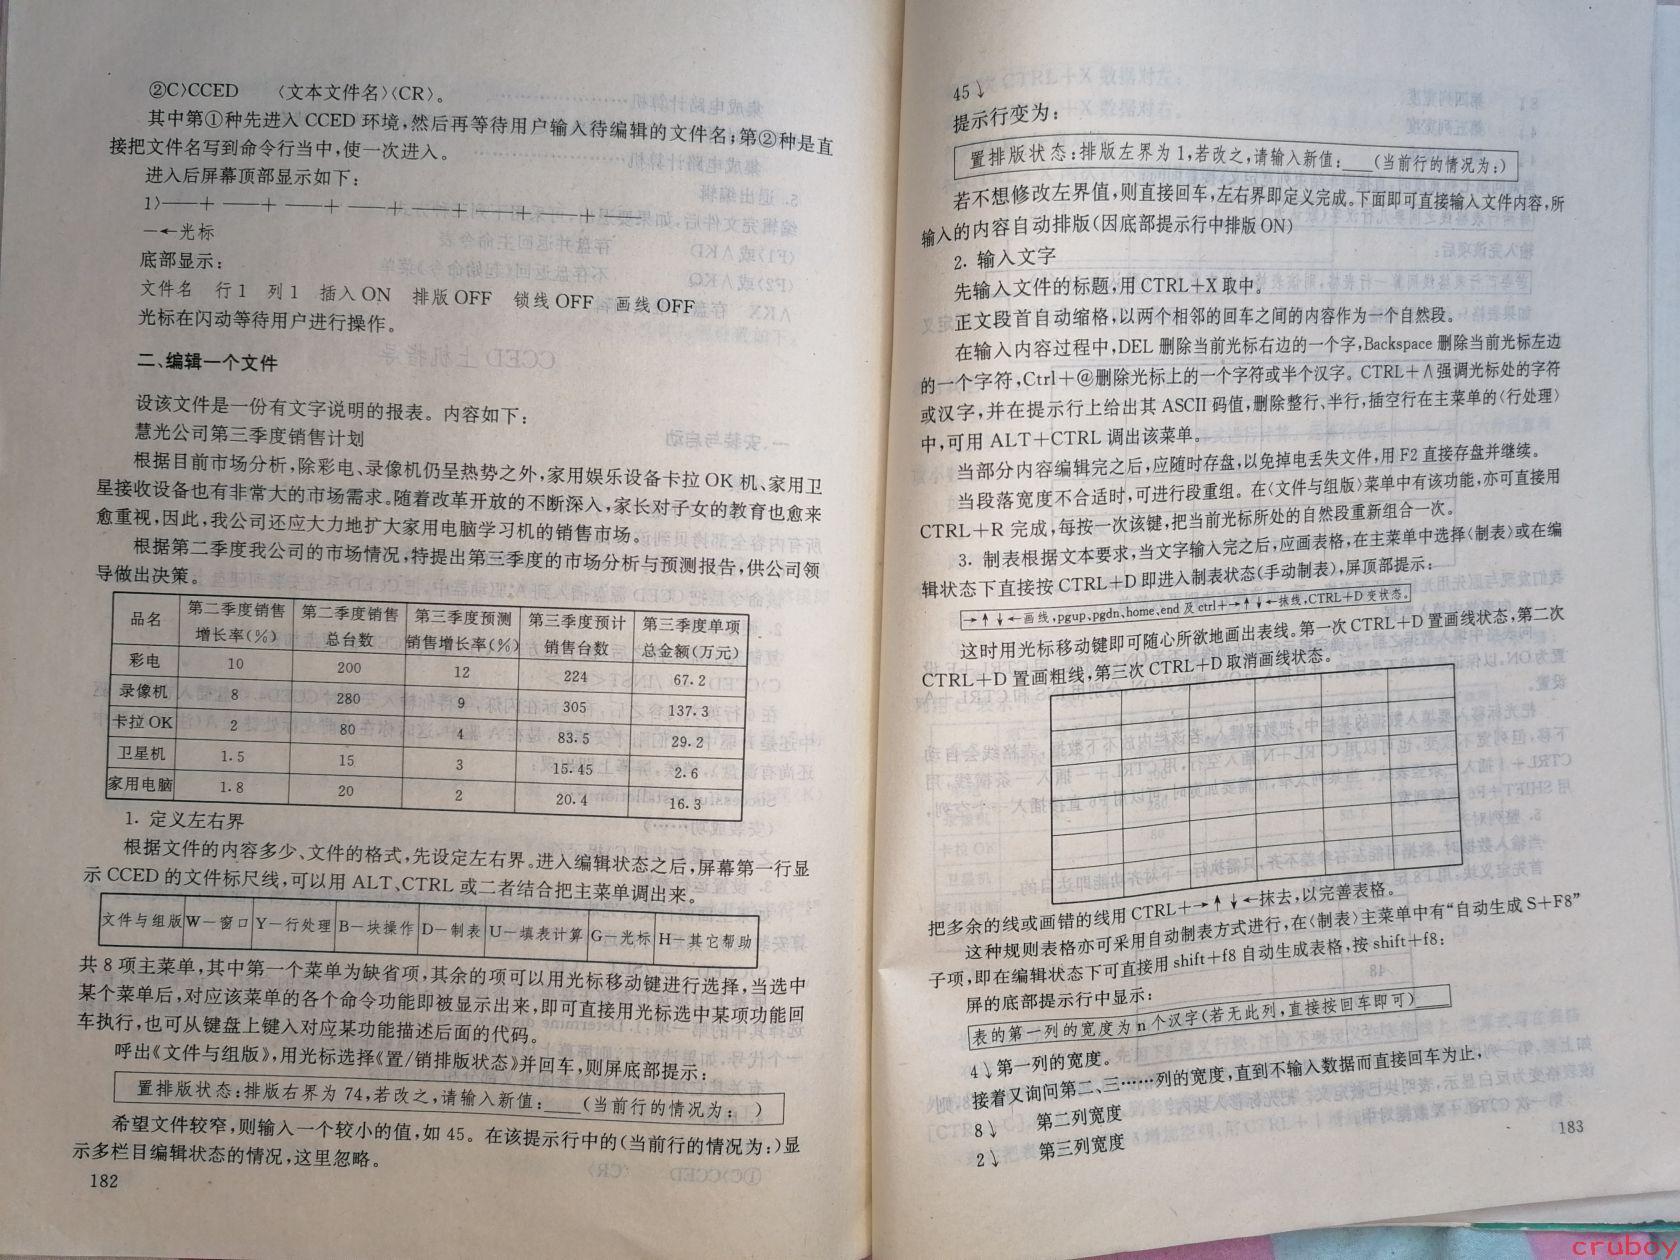 ②C〉CCED　　〈文本文件名〉〈CR〉。
其中第①种先进入CCED环境,然后再等待用户输入待编辑的文件名;第②种是直
接把文件名写到命令行当中,使一次进入。
进入后屏幕顶部显示如下:
1〉——+——+——+——+——+——+——+——
—←光标
底部显示:
文件名　行1　列1　插入ON　排版OFF　锁线OFF　画线OFF
光标在闪动等待用户进行操作。
二、编辑一个文件
设该文件是一份有文字说明的报表。内容如下:
慧光公司第三季度销售计划
根据目前市场分析,除彩电、录像机仍呈热势之外,家用娱乐设备卡拉OK机、家用卫
星接收设备也有非常大的市场需求。随着改革开放的不断深入,家长对子女的教育也愈来
愈重视,因此,我公司还应大力地扩大家用电脑学习机的销售市场。
根据第二季度我公司的市场情况,特提出第三季度的市场分析与预测报告,供公司领
导做出决策。
品名　第二季度销售　第二季度销售　第三季度预测　第三季度预计　第三季度单项
增长率(%)　总台数　销售增长率(%)　销售台数　总金额(万元)
彩电　10　200　12　224　67.2
录像机　8　280　9　305　137.3
卡拉OK　2　80　4　83.5　29.2
卫星机　1.5　15　3　15.45　2.6
家用电脑　1.8　20　2　20.4　16.3
1. 定义左右界
根据文件的内容多少、文件的格式,先设定左右界。进入编辑状态之后,屏幕第一行显
示CCED的文件标尺线,可以用ALT、CTRL或二者结合把主菜单调出来。
文件与组版　W—窗口　Y—行处理　B—块操作　D—制表　U—填表计算　G—光标　H—其它帮助
共8项主菜单,其中第一个菜单为缺省项,其余的项可以用光标移动键进行选择,当选中
某个菜单后,对应该菜单的各个命令功能即被显示出来,即可直接用光标选中某项功能回
车执行,也可从键盘上键入对应某功能描述后面的代码。
呼出《文件与组版》,用光标选择《置/销排版状态》并回车,则屏底部提示:
置排版状态:排版右界为74,若改之,请输入新值:___(当前行的情况为: )
希望文件较窄,则输入一个较小的值,如45。在该提示行中的(当前行的情况为:)显
示多栏目编辑状态的情况,这里忽略。
182
45↓
提示行变为:
置排版状态:排版左界为1,若改之,请输入新值:___(当前行的情况为:)
若不想修改左界值,则直接回车,左右界即定义完成。下面即可直接输入文件内容,所
输入的内容自动排版(因底部提示行中排版ON)
2. 输入文字
先输入文件的标题,用CTRL+X取中。
正文段首自动缩格,以两个相邻的回车之间的内容作为一个自然段。
在输入内容过程中,DEL删除当前光标右边的一个字,Backspace删除当前光标左边
的一个字符,Ctrl+@删除光标上的一个字符或半个汉字。CTRL+∧强调光标处的字符
或汉字,并在提示行上给出其ASCII码值,删除整行、半行,插空行在主菜单的〈行处理〉
中,可用ALT+CTRL调出该菜单。
当部分内容编辑完之后,应随时存盘,以免掉电丢失文件,用F2直接存盘并继续。
当段落宽度不合适时,可进行段重组。在〈文件与组版〉菜单中有该功能,亦可直接用
CTRL+R完成,每按一次该键,把当前光标所处的自然段重新组合一次。
3. 制表根据文本要求,当文字输入完之后,应画表格,在主菜单中选择〈制表〉或在编
辑状态下直接按CTRL+D即进入制表状态(手动制表),屏顶部提示:
→↑↓←画线,pgup、pgdn、home、end及ctrl+→↑↓←抹线,CTRL+D变状态。
这时用光标移动键即可随心所欲地画出表线。第一次CTRL+D置画线状态,第二次
CTRL+D置画粗线,第三次CTRL+D取消画线状态。
把多余的线或画错的线用CTRL+→↑↓←抹去,以完善表格。
这种规则表格亦可采用自动制表方式进行,在〈制表〉主菜单中有“自动生成S+F8”
子项,即在编辑状态下可直接用shift+f8自动生成表格,按shift+f8:
屏的底部提示行中显示:
表的第一列的宽度为n个汉字(若无此列,直接按回车即可)___
4↓第一列的宽度。
接着又询问第二、三……列的宽度,直到不输入数据而直接回车为止,
8↓　第二列宽度
2↓　第三列宽度
183
cruboy